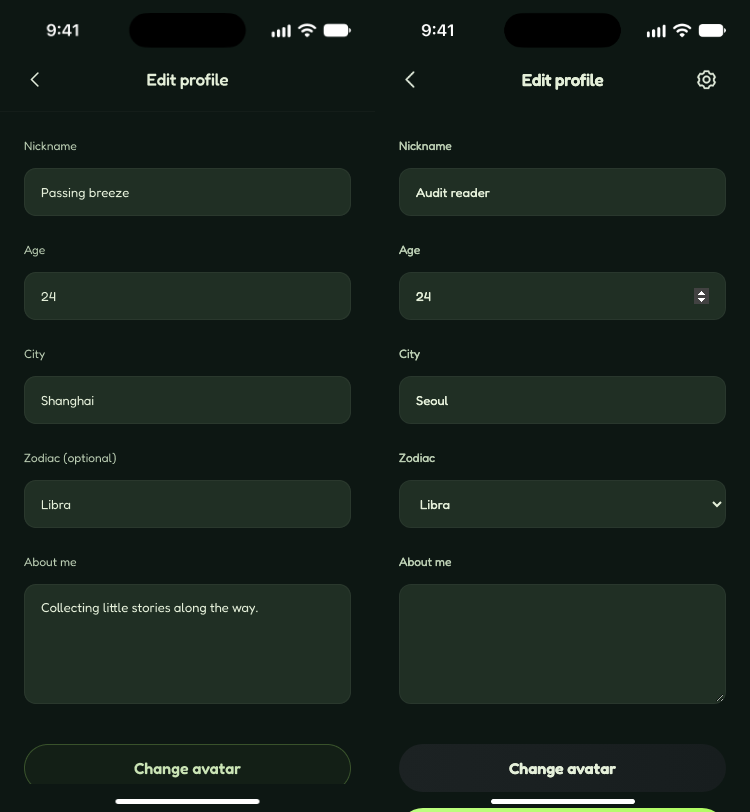 9:41
Edit profile
Nickname
Passing breeze
Age
24
City
Shanghai
Zodiac (optional)
Libra
About me
Collecting little stories along the way.
Change avatar
9:41
Edit profile
Nickname
Audit reader
Age
24
City
Seoul
Zodiac
Libra
About me
Change avatar